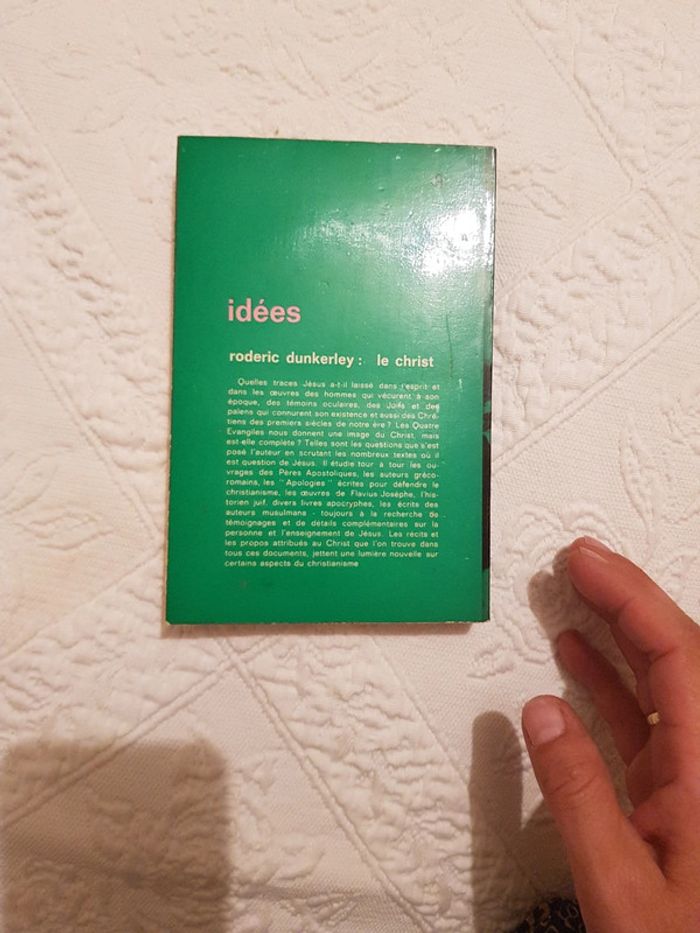 idées
roderic dunkerley : le christ
Quelles traces Jésus a-t-il laissé dans l'esprit et
dans les œuvres des hommes qui vécurent à son
époque, des témoins oculaires, des Juifs et des
païens qui connurent son existence et aussi des Chré-
tiens des premiers siècles de notre ère ? Les Quatre
Evangiles nous donnent une image du Christ, mais
est-elle complète ? Telles sont les questions que s'est
posé l'auteur en scrutant les nombreux textes où il
est question de Jésus. Il étudie tour à tour les ou-
vrages des Pères Apostoliques, les auteurs gréco-
romains, les "Apologies" écrites pour défendre le
christianisme, les œuvres de Flavius Josèphe, l'his-
torien juif, divers livres apocryphes, les écrits des
auteurs musulmans - toujours à la recherche de
témoignages et de détails complémentaires sur la
personne et l'enseignement de Jésus. Les récits et
les propos attribués au Christ que l'on trouve dans
tous ces documents, jettent une lumière nouvelle sur
certains aspects du christianisme